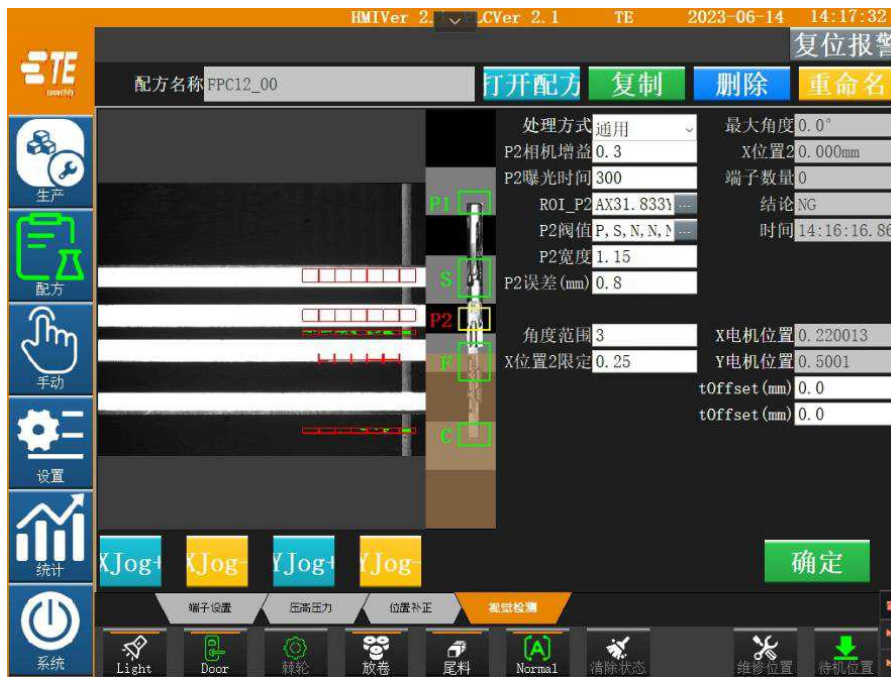 HMIVer 2. LCVer 2.1 TE 2023-06-14 14:17:32
TE
connectivity
复位报警
配方名称 FPC12_00 打开配方 复制 删除 重命名
生产
配方
手动
设置
统计
系统
P1
S
P2
F
C
处理方式 通用
P2相机增益 0.3
P2曝光时间 300
ROI_P2 AX31.833Y ...
P2阀值 P,S,N,N,N ...
P2宽度 1.15
P2误差(mm) 0.8
角度范围 3
X位置2限定 0.25
最大角度 0.0°
X位置2 0.000mm
端子数量 0
结论 NG
时间 14:16:16.86
X电机位置 0.220013
Y电机位置 0.5001
tOffset(mm) 0.0
tOffset(mm) 0.0
XJog+ XJog- YJog+ YJog- 确定
端子设置 压高压力 位置补正 视觉检测
Light Door 棘轮 放卷 尾料 Normal 清除状态 维修位置 待机位置